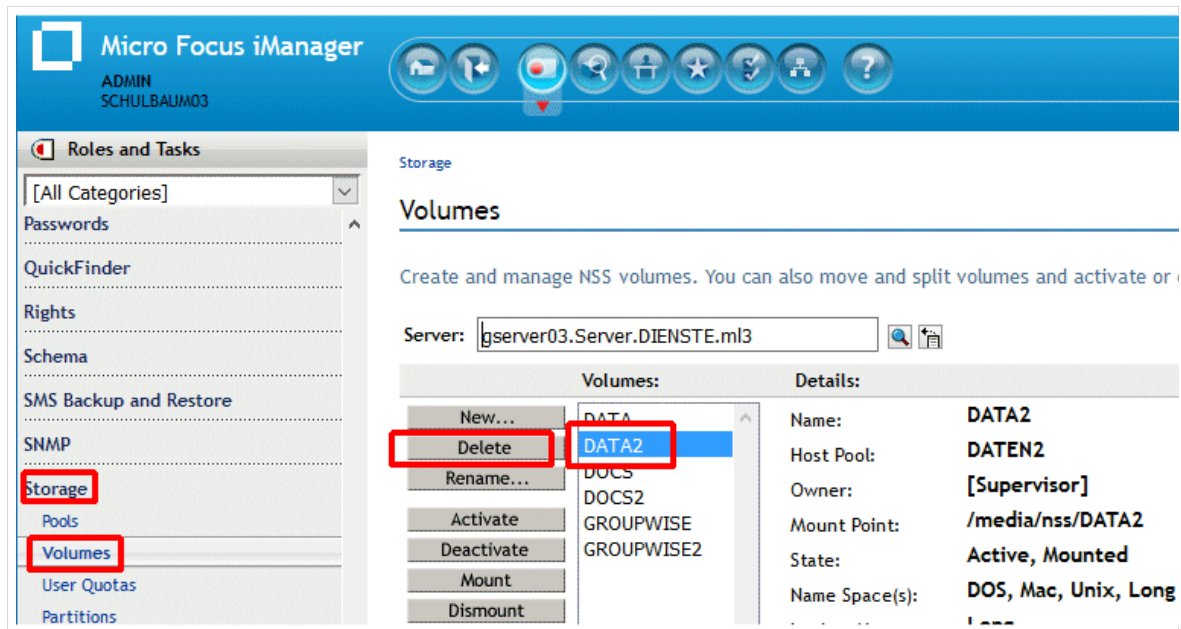 Micro Focus iManager
ADMIN
SCHULBAUM03
Roles and Tasks
[All Categories]
Passwords
QuickFinder
Rights
Schema
SMS Backup and Restore
SNMP
Storage
Pools
Volumes
User Quotas
Partitions
Storage
Volumes
Create and manage NSS volumes. You can also move and split volumes and activate or
Server: gserver03.Server.DIENSTE.ml3
Volumes: Details:
New...
Delete
Rename...
Activate
Deactivate
Mount
Dismount
DATA
DATA2
DOCS
DOCS2
GROUPWISE
GROUPWISE2
Name: DATA2
Host Pool: DATEN2
Owner: [Supervisor]
Mount Point: /media/nss/DATA2
State: Active, Mounted
Name Space(s): DOS, Mac, Unix, Long